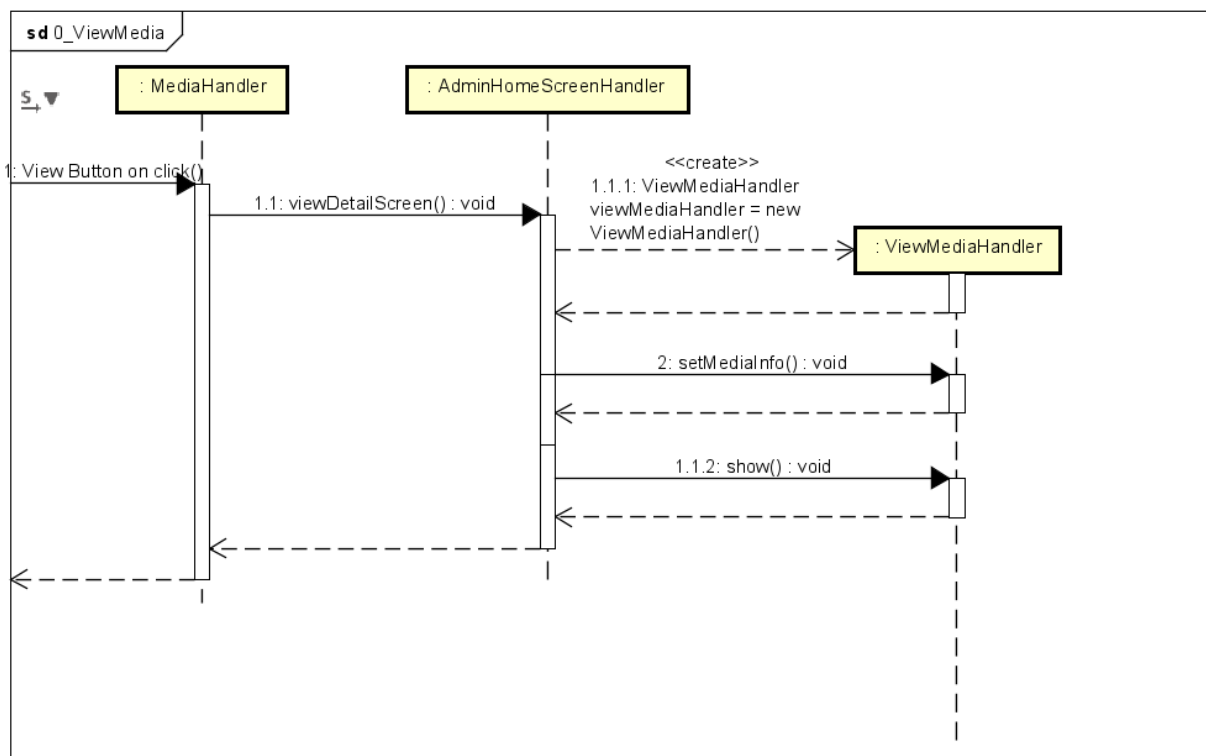 sd 0_ViewMedia
: MediaHandler
: AdminHomeScreenHandler
S
1: View Button on click()
1.1: viewDetailScreen() : void
<<create>>
1.1.1: ViewMediaHandler
viewMediaHandler = new
ViewMediaHandler()
: ViewMediaHandler
2: setMediaInfo() : void
1.1.2: show() : void